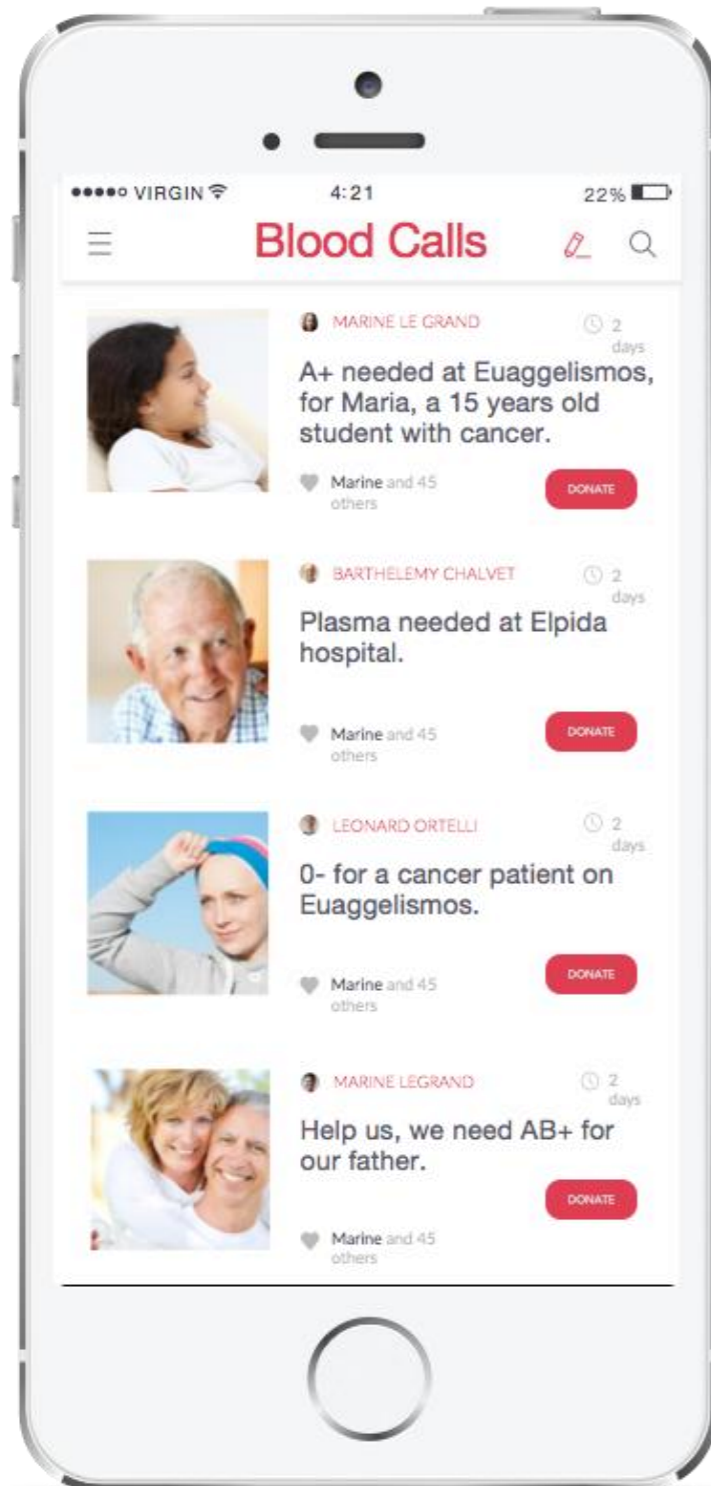 VIRGIN 4:21 22%
Blood Calls
MARINE LE GRAND 2
days
A+ needed at Euaggelismos,
for Maria, a 15 years old
student with cancer.
Marine and 45
others
DONATE
BARTHELEMY CHALVET 2
days
Plasma needed at Elpida
hospital.
Marine and 45
others
DONATE
LEONARD ORTELLI 2
days
0- for a cancer patient on
Euaggelismos.
Marine and 45
others
DONATE
MARINE LEGRAND 2
days
Help us, we need AB+ for
our father.
DONATE
Marine and 45
others